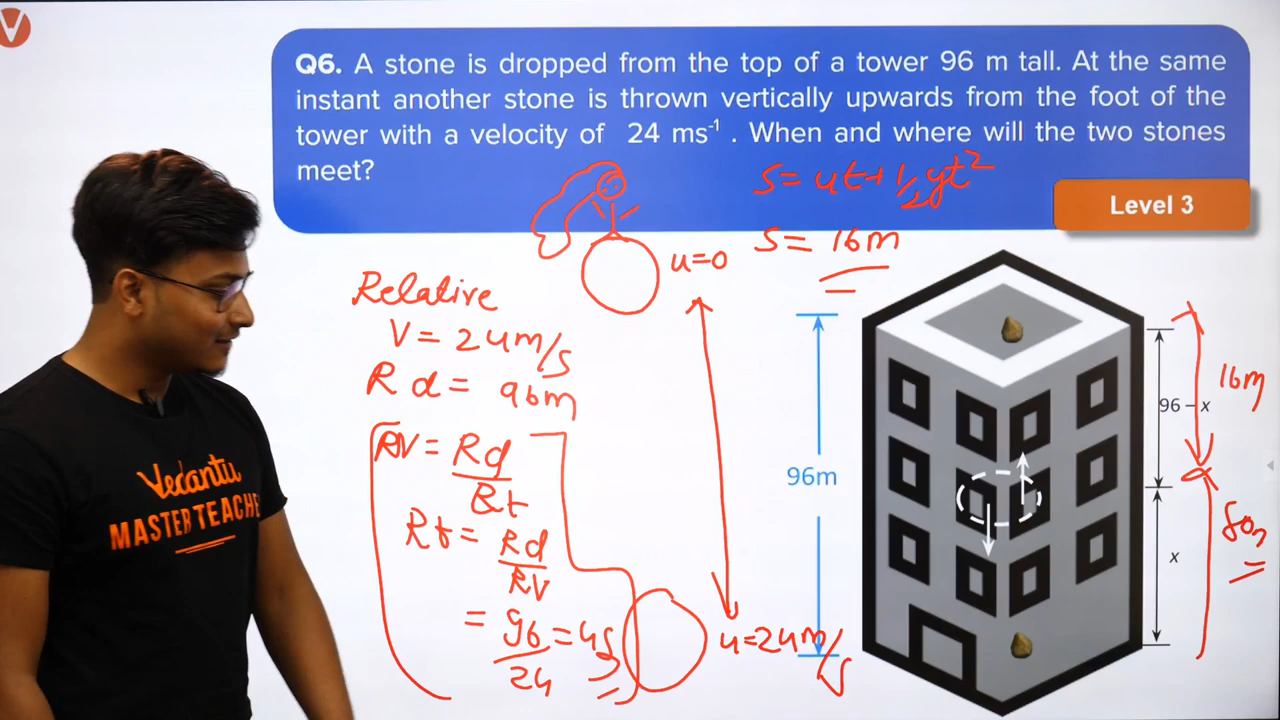 V
Q6. A stone is dropped from the top of a tower 96 m tall. At the same
instant another stone is thrown vertically upwards from the foot of the
tower with a velocity of 24 ms⁻¹ . When and where will the two stones
meet?
S = ut + 1/2 gt²
Level 3
S = 16m
u=0
Relative
V = 24m/s
Rd = 96m
RV = Rd/Rt
Rt = Rd/RV
= 96/24 = 4s
u=24m/s
96m
96 – x
16m
x
80m
Vedantu
MASTER TEACHER